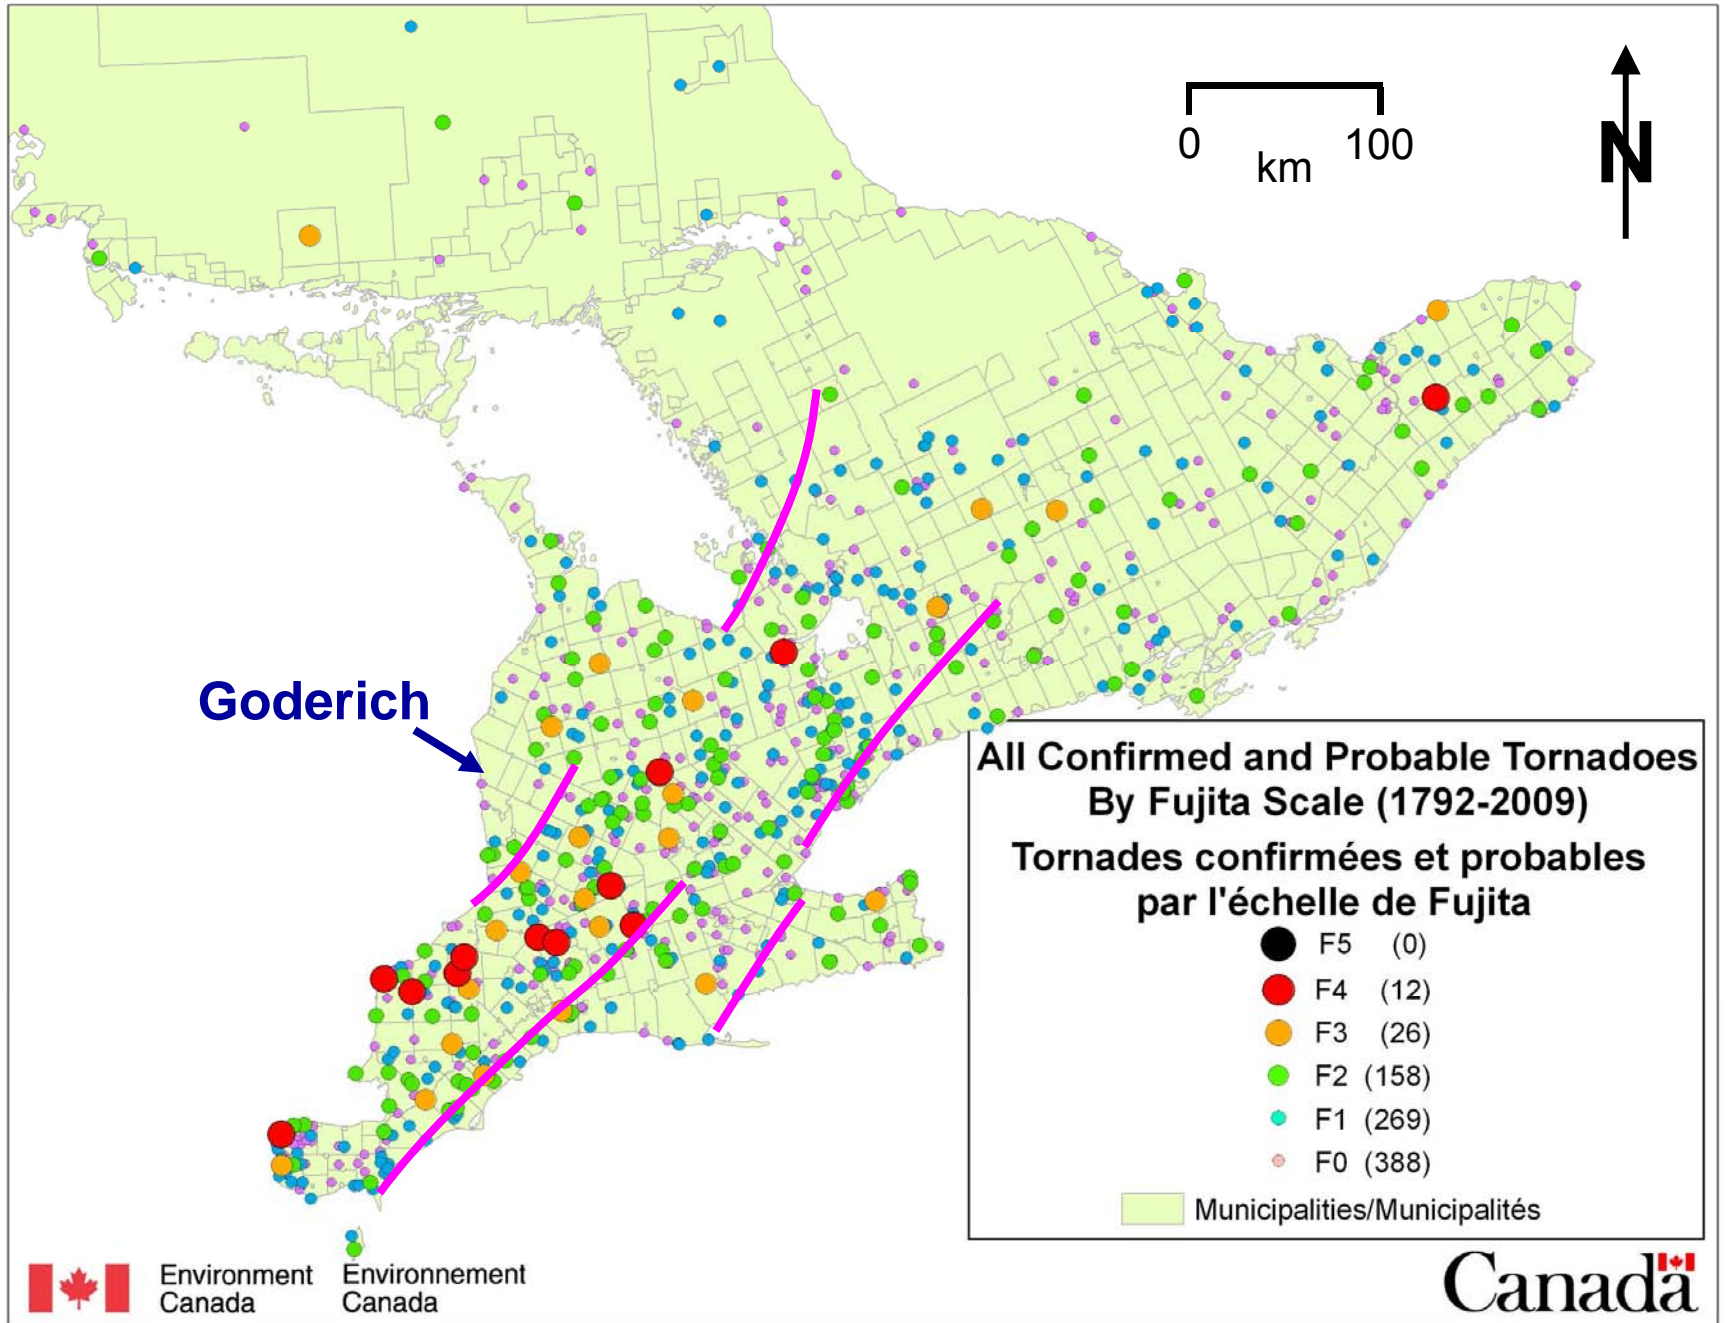 N
0 100
km
Goderich
All Confirmed and Probable Tornadoes
By Fujita Scale (1792-2009)
Tornades confirmées et probables
par l'échelle de Fujita
F5 (0)
F4 (12)
F3 (26)
F2 (158)
F1 (269)
F0 (388)
Municipalities/Municipalités
Environment Environnement
Canada Canada
Canada